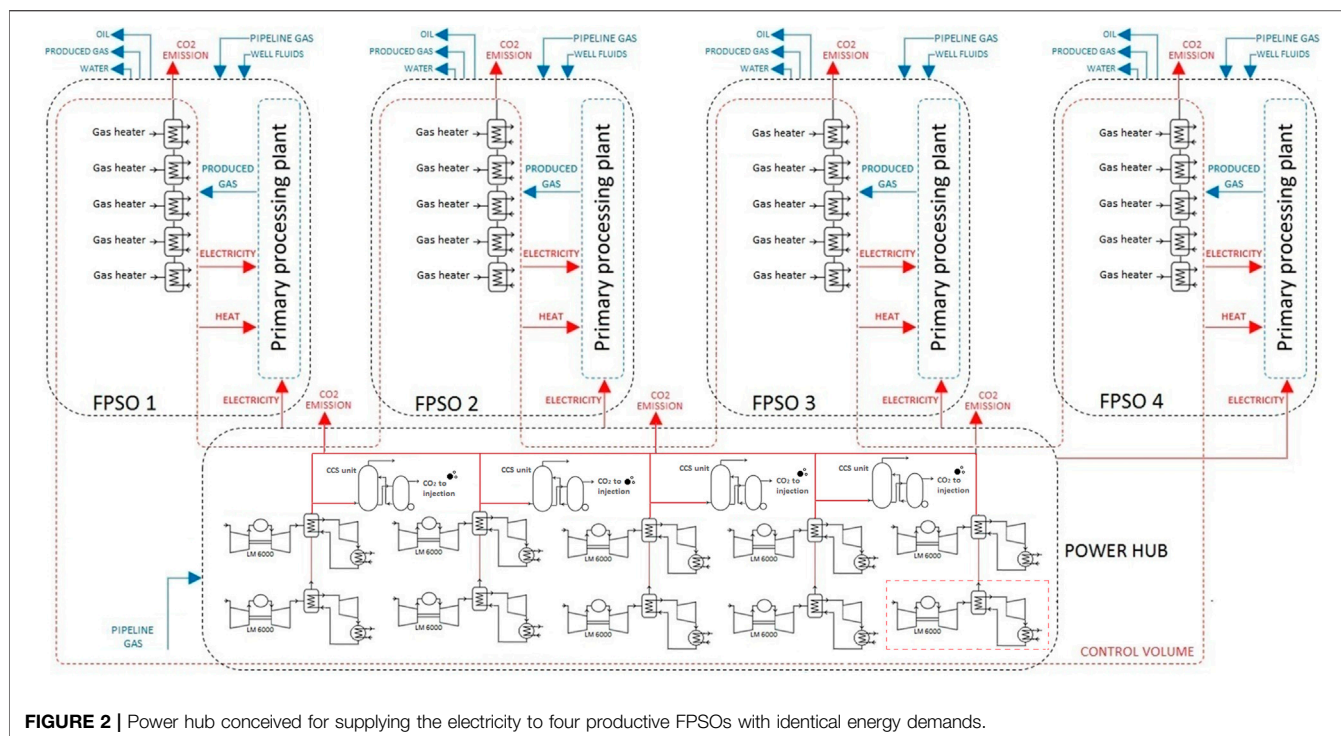 OIL
PRODUCED GAS
WATER
CO2
EMISSION
PIPELINE GAS
WELL FLUIDS
OIL
PRODUCED GAS
WATER
CO2
EMISSION
PIPELINE GAS
WELL FLUIDS
OIL
PRODUCED GAS
WATER
CO2
EMISSION
PIPELINE GAS
WELL FLUIDS
OIL
PRODUCED GAS
WATER
CO2
EMISSION
PIPELINE GAS
WELL FLUIDS
Gas heater
Gas heater
Gas heater
Gas heater
Gas heater
PRODUCED
GAS
ELECTRICITY
HEAT
Primary processing plant
FPSO 1
ELECTRICITY
Gas heater
Gas heater
Gas heater
Gas heater
Gas heater
PRODUCED
GAS
ELECTRICITY
HEAT
Primary processing plant
FPSO 2
ELECTRICITY
Gas heater
Gas heater
Gas heater
Gas heater
Gas heater
PRODUCED
GAS
ELECTRICITY
HEAT
Primary processing plant
FPSO 3
ELECTRICITY
Gas heater
Gas heater
Gas heater
Gas heater
Gas heater
PRODUCED
GAS
ELECTRICITY
HEAT
Primary processing plant
FPSO 4
ELECTRICITY
CO2
EMISSION
CO2
EMISSION
CO2
EMISSION
CCS unit
CO2 to
injection
CCS unit
CO2 to
injection
CCS unit
CO2 to
injection
CCS unit
CO2 to
injection
LM 6000
LM 6000
LM 6000
LM 6000
LM 6000
POWER HUB
LM 6000
LM 6000
LM 6000
LM 6000
LM 6000
PIPELINE
GAS
CONTROL VOLUME
FIGURE 2 | Power hub conceived for supplying the electricity to four productive FPSOs with identical energy demands.